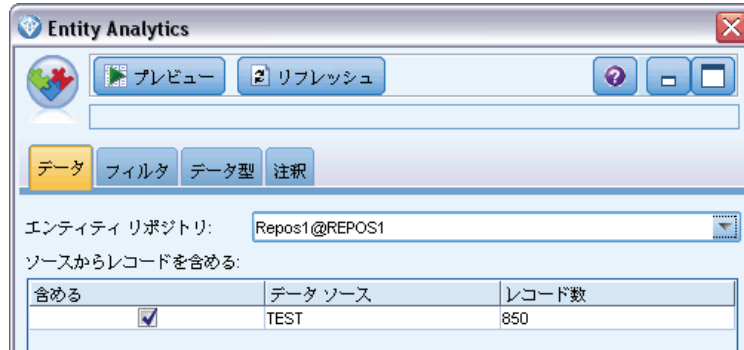 Entity Analytics
プレビュー リフレッシュ
データ フィルタ データ型 注釈
エンティティ リポジトリ: Repos1@REPOS1
ソースからレコードを含める:
含める データ ソース レコード数
TEST 850